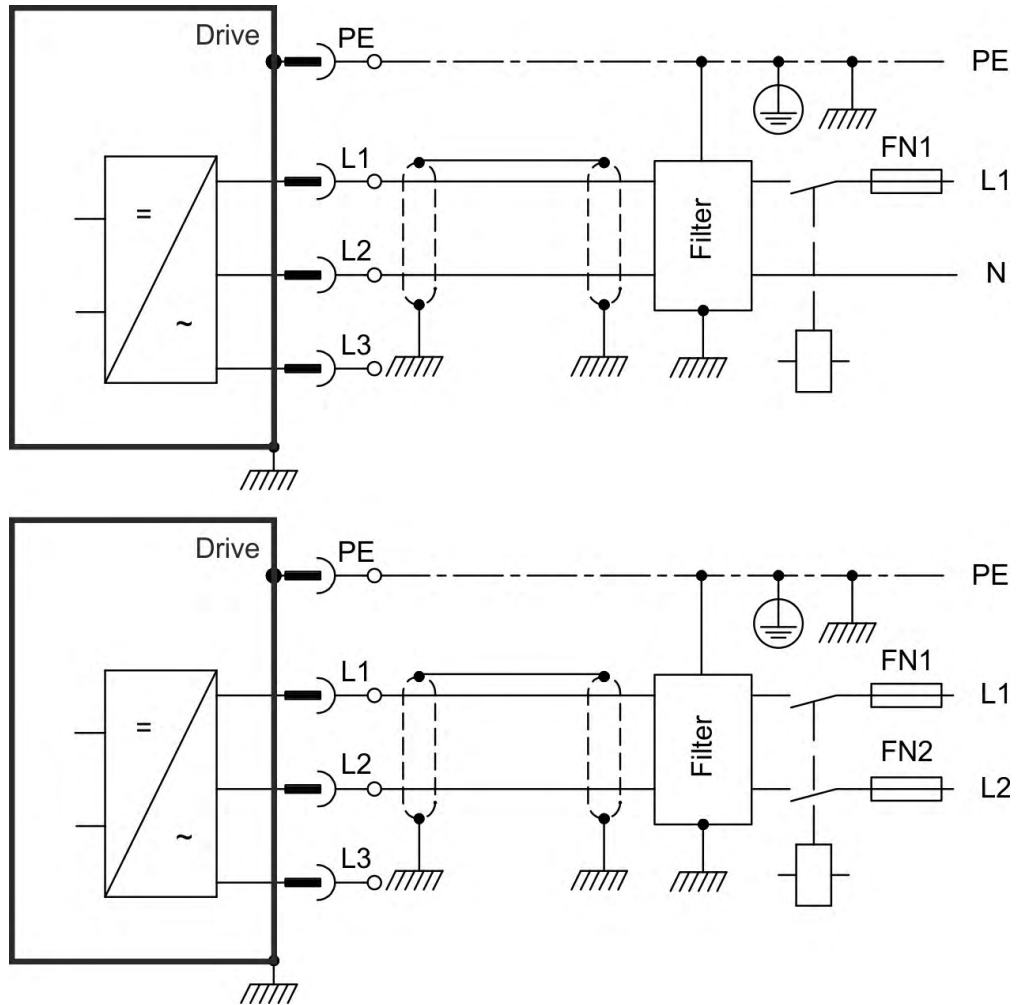 Drive
PE
PE
L1
FN1
L1
Filter
L2
N
L3
=
~
Drive
PE
PE
L1
FN1
L1
Filter
L2
FN2
L2
L3
=
~